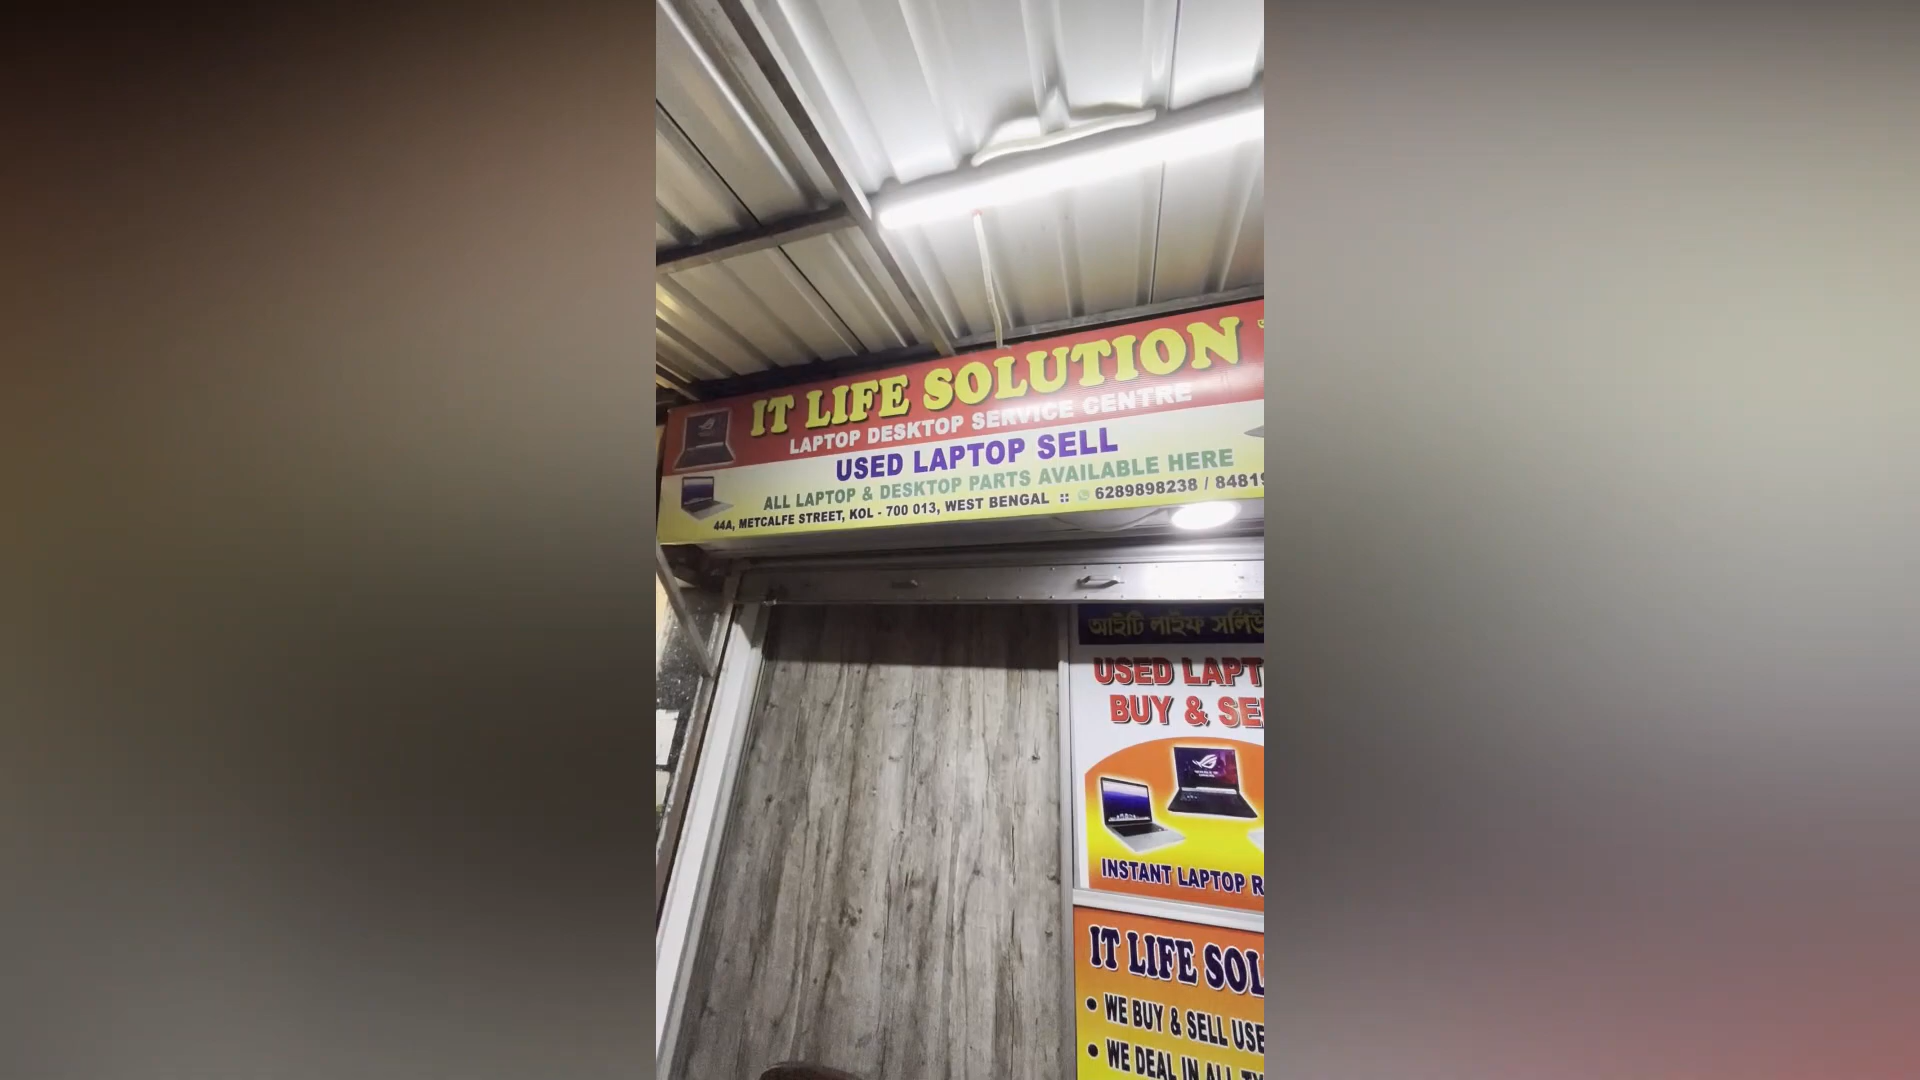 IT LIFE SOLUTION
LAPTOP DESKTOP SERVICE CENTRE
USED LAPTOP SELL
ALL LAPTOP & DESKTOP PARTS AVAILABLE HERE
44A, METCALFE STREET, KOL - 700 013, WEST BENGAL :: 6289898238 / 84819
আইটি লাইফ সলিউ
USED LAPT
BUY & SE
INSTANT LAPTOP R
IT LIFE SOL
• WE BUY & SELL USE
• WE DEAL IN ALL TY